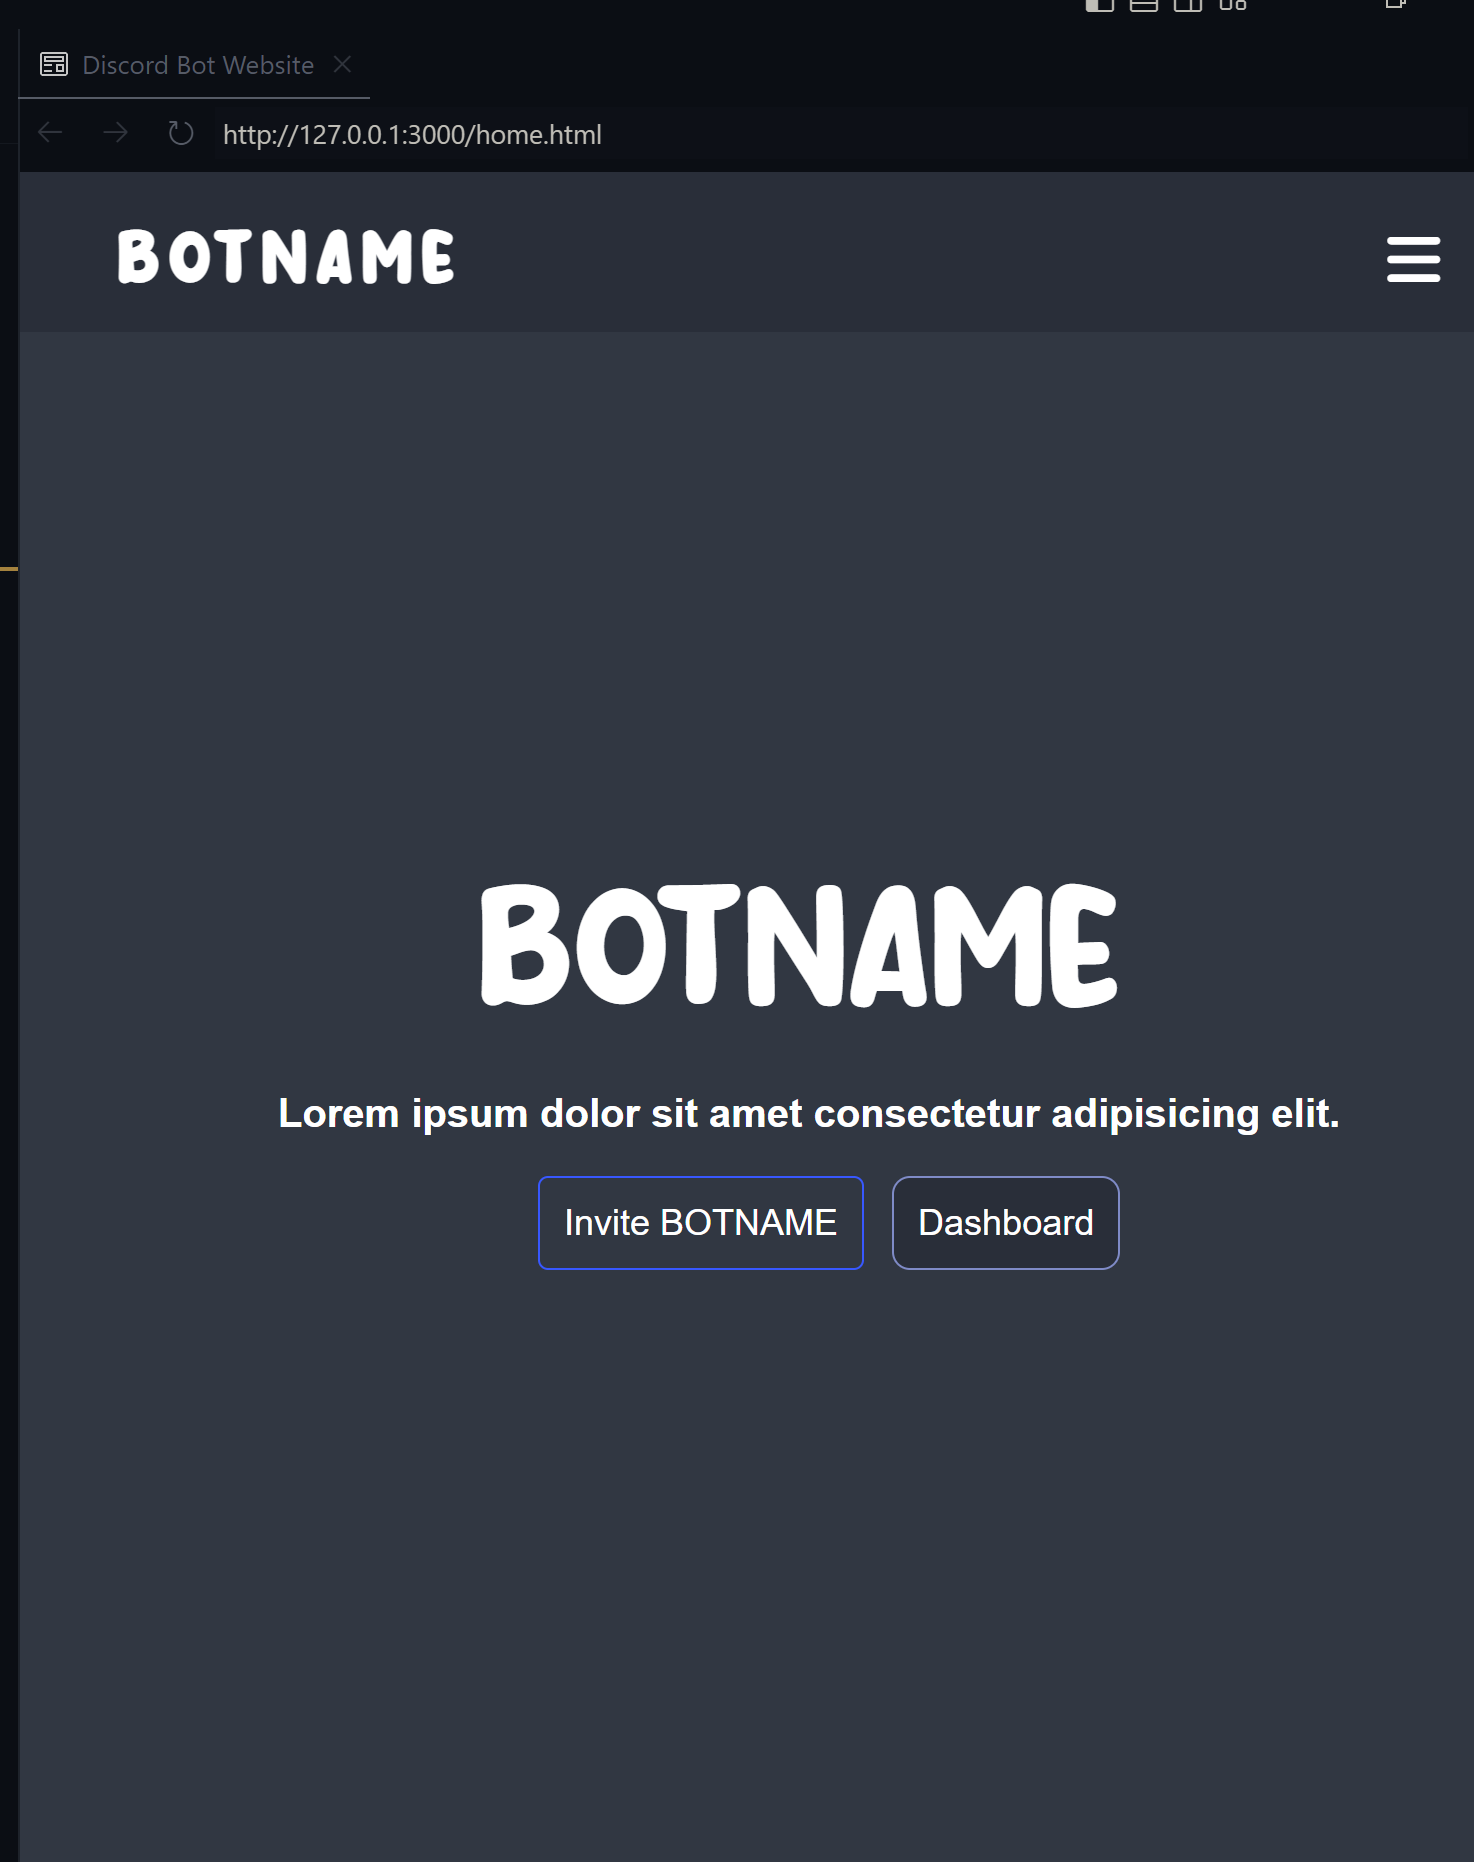 Discord Bot Website
http://127.0.0.1:3000/home.html
BOTNAME
BOTNAME
Lorem ipsum dolor sit amet consectetur adipisicing elit.
Invite BOTNAME
Dashboard